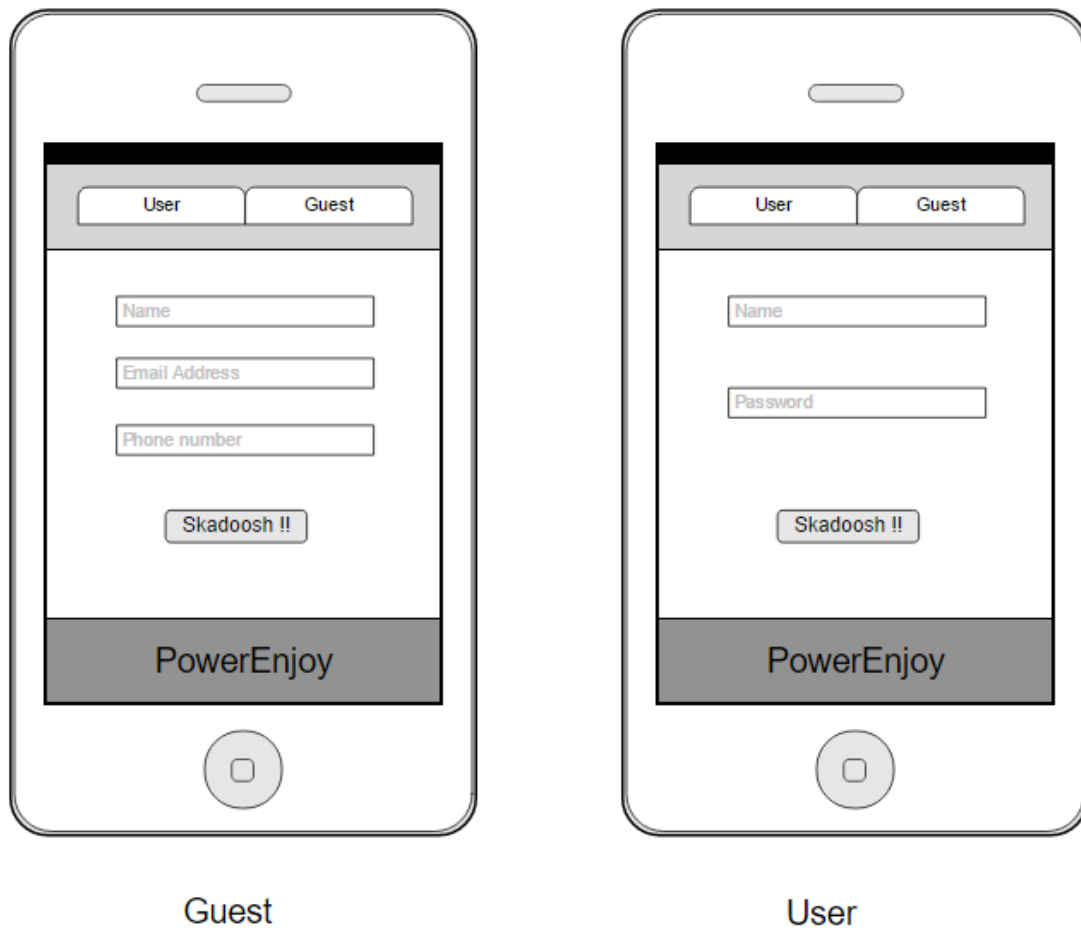 User Guest
Name
Email Address
Phone number
Skadoosh !!
PowerEnjoy
Guest
User Guest
Name
Password
Skadoosh !!
PowerEnjoy
User